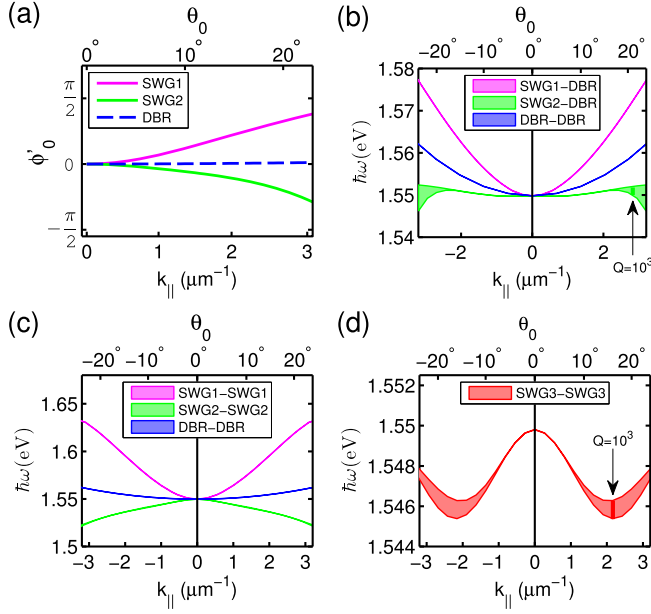 (a)
θ₀
0° 10° 20°
π/2
0
−π/2
ϕ'₀
SWG1
SWG2
DBR
0 1 2 3
k|| (μm⁻¹)
(b)
θ₀
−20° −10° 0° 10° 20°
1.58
1.57
1.56
1.55
1.54
ℏω(eV)
SWG1−DBR
SWG2−DBR
DBR−DBR
Q=10³
−2 0 2
k|| (μm⁻¹)
(c)
θ₀
−20° −10° 0° 10° 20°
1.65
1.6
1.55
1.5
ℏω(eV)
SWG1−SWG1
SWG2−SWG2
DBR−DBR
−3 −2 −1 0 1 2 3
k|| (μm⁻¹)
(d)
θ₀
−20° −10° 0° 10° 20°
1.552
1.55
1.548
1.546
1.544
ℏω(eV)
SWG3−SWG3
Q=10³
−3 −2 −1 0 1 2 3
k|| (μm⁻¹)